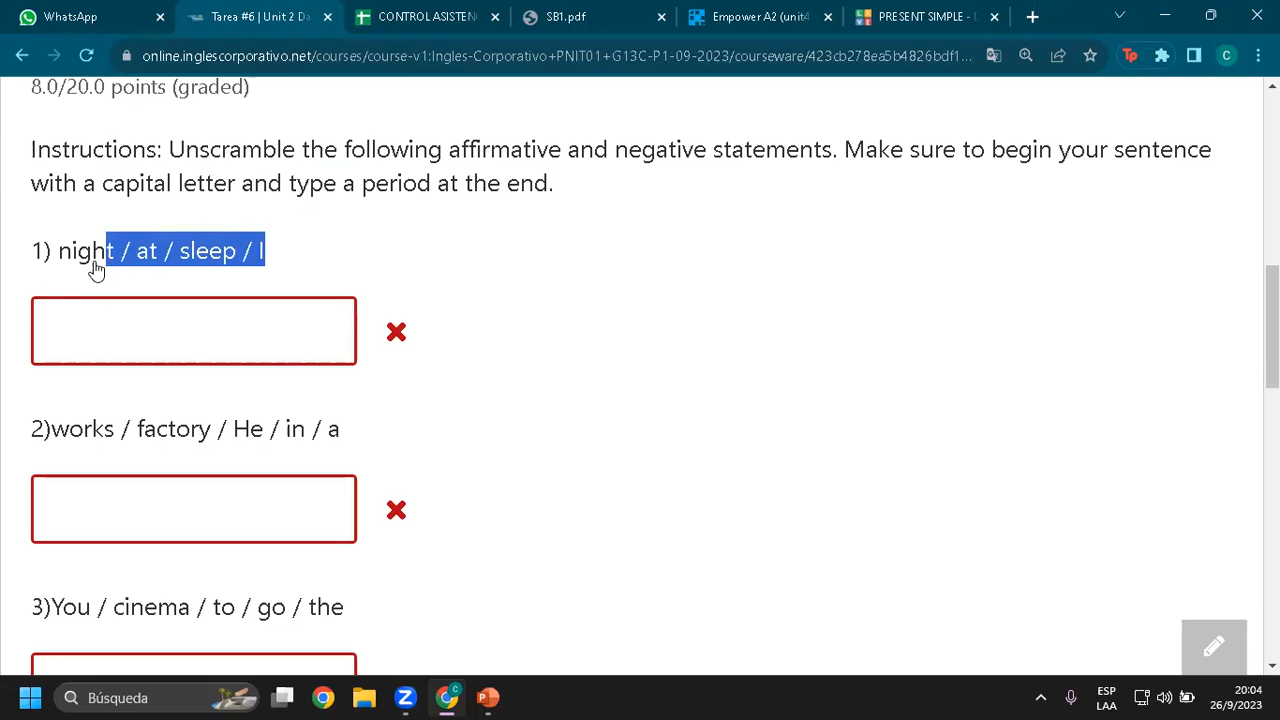 WhatsApp
Tarea #6 | Unit 2 Da
CONTROL ASISTEN
SB1.pdf
Empower A2 (unit4
PRESENT SIMPLE -
online.inglescorporativo.net/courses/course-v1:Ingles-Corporativo+PNIT01+G13C-P1-09-2023/courseware/423cb278ea5b4826bdf1...
8.0/20.0 points (graded)
Instructions: Unscramble the following affirmative and negative statements. Make sure to begin your sentence
with a capital letter and type a period at the end.
1) night / at / sleep / I
2)works / factory / He / in / a
3)You / cinema / to / go / the
Búsqueda
ESP
LAA
20:04
26/9/2023